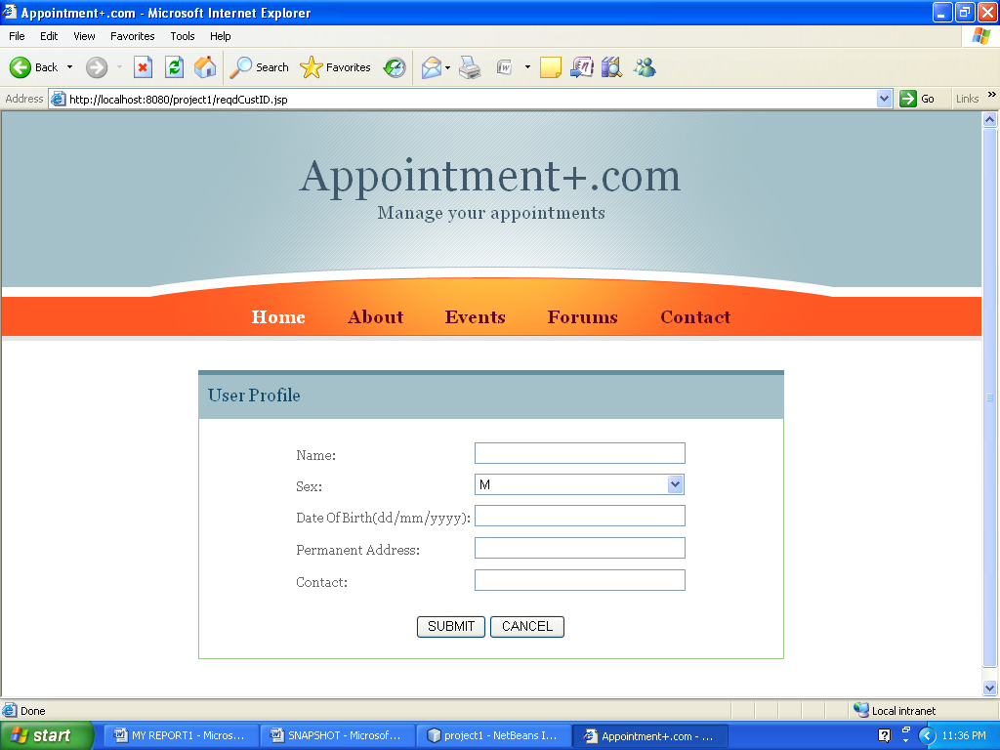 Appointment+.com - Microsoft Internet Explorer
File Edit View Favorites Tools Help
Back Search Favorites
Address http://localhost:8080/project1/reqdCustID.jsp Go Links »
Appointment+.com
Manage your appointments
Home About Events Forums Contact
User Profile
Name:
Sex: M
Date Of Birth(dd/mm/yyyy):
Permanent Address:
Contact:
SUBMIT CANCEL
Done Local intranet
start MY REPORT1 - Micros... SNAPSHOT - Microsof... project1 - NetBeans I... Appointment+.com - ... 11:36 PM